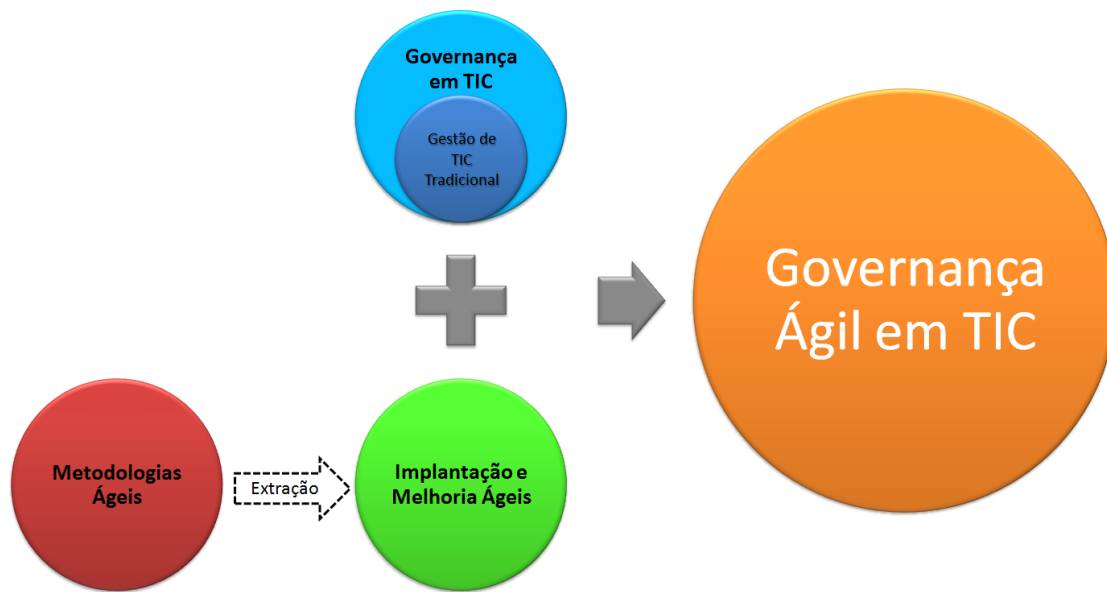 Governança
em TIC
Gestão de
TIC
Tradicional
Governança
Ágil em TIC
Metodologias
Ágeis
Extração
Implantação e
Melhoria Ágeis